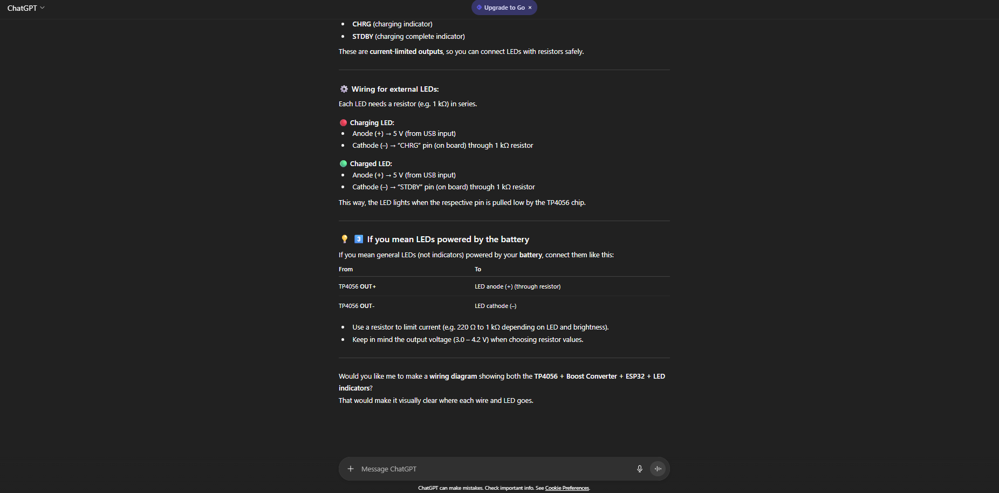 ChatGPT
Upgrade to Go ×
• CHRG (charging indicator)
• STDBY (charging complete indicator)
These are current-limited outputs, so you can connect LEDs with resistors safely.
⚙️ Wiring for external LEDs:
Each LED needs a resistor (e.g. 1 kΩ) in series.
🔴 Charging LED:
• Anode (+) → 5 V (from USB input)
• Cathode (–) → “CHRG” pin (on board) through 1 kΩ resistor
🟢 Charged LED:
• Anode (+) → 5 V (from USB input)
• Cathode (–) → “STDBY” pin (on board) through 1 kΩ resistor
This way, the LED lights when the respective pin is pulled low by the TP4056 chip.
💡 3️⃣ If you mean LEDs powered by the battery
If you mean general LEDs (not indicators) powered by your battery, connect them like this:
From To
TP4056 OUT+ LED anode (+) (through resistor)
TP4056 OUT- LED cathode (–)
• Use a resistor to limit current (e.g. 220 Ω to 1 kΩ depending on LED and brightness).
• Keep in mind the output voltage (3.0 – 4.2 V) when choosing resistor values.
Would you like me to make a wiring diagram showing both the TP4056 + Boost Converter + ESP32 + LED
indicators?
That would make it visually clear where each wire and LED goes.
Message ChatGPT
ChatGPT can make mistakes. Check important info. See Cookie Preferences.